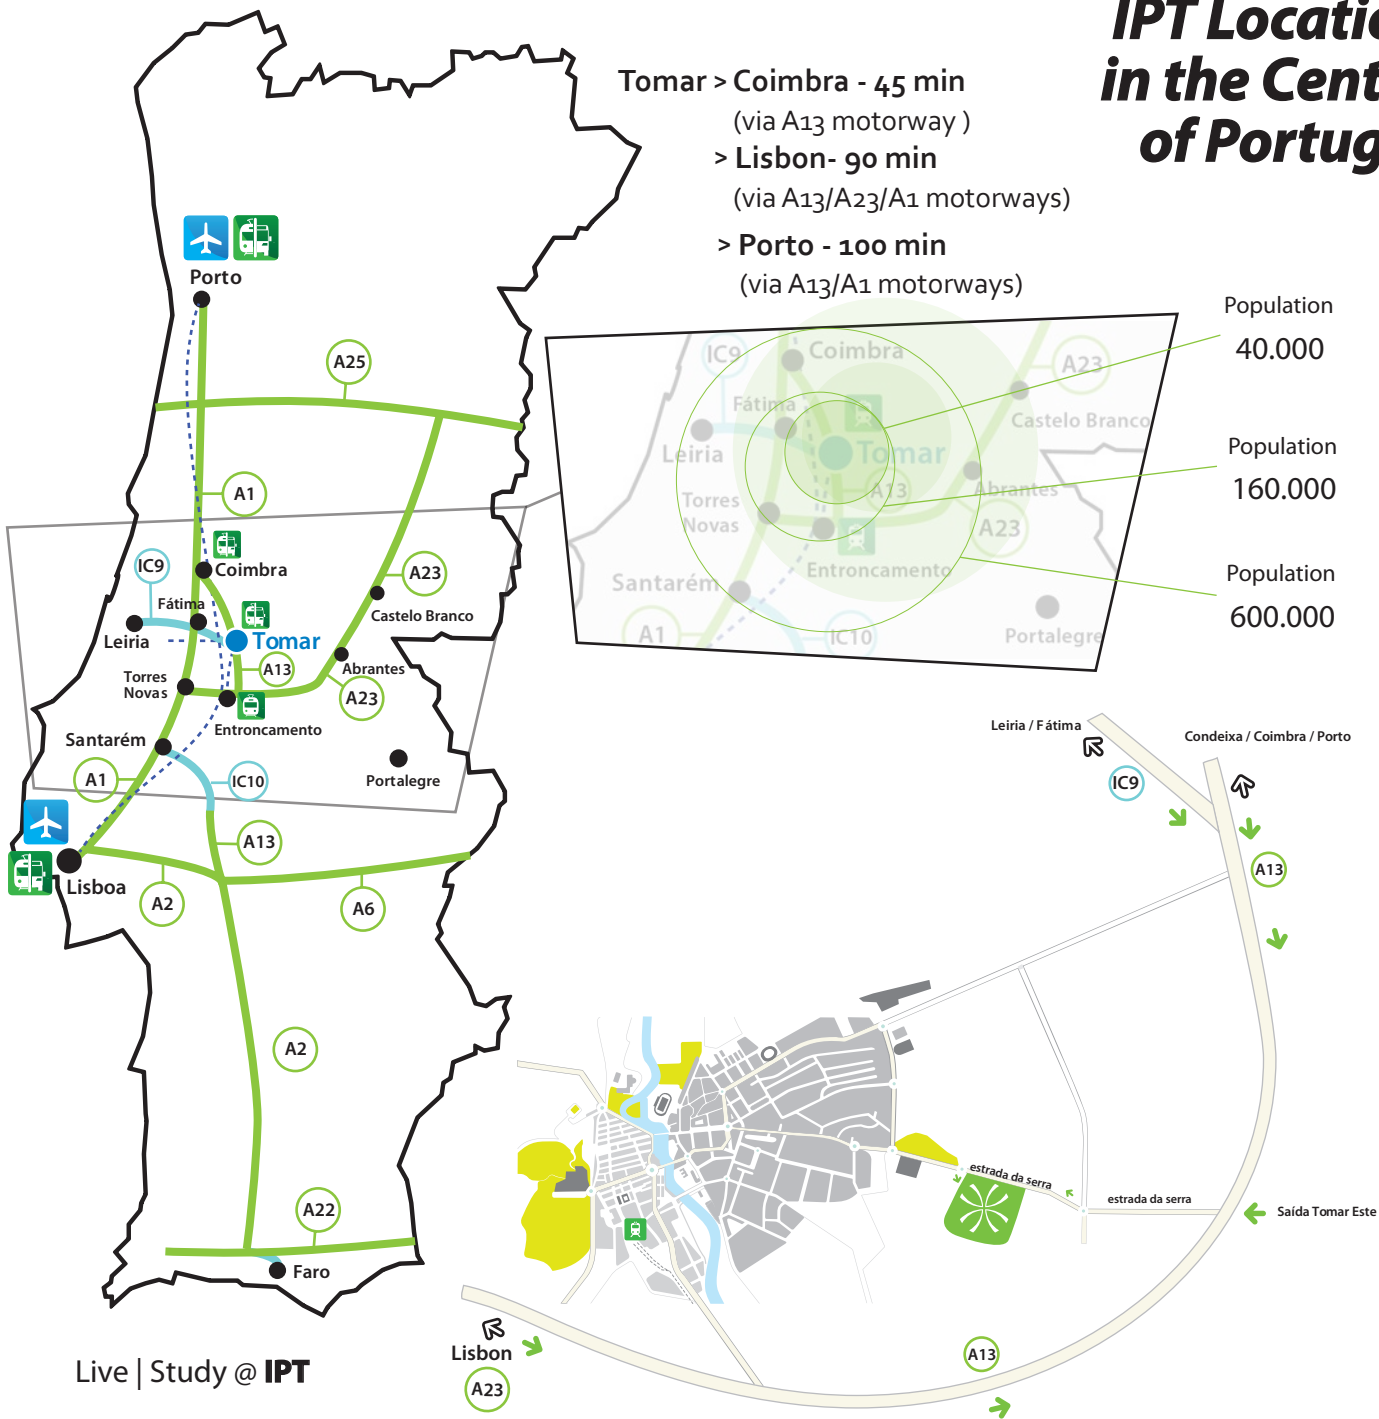 IPT Locatio
in the Cent
of Portug
Tomar > Coimbra - 45 min
(via A13 motorway )
> Lisbon- 90 min
(via A13/A23/A1 motorways)
> Porto - 100 min
(via A13/A1 motorways)
Porto
A25
A1
Coimbra
IC9
A23
Fátima
Castelo Branco
Leiria
Tomar
A13
Abrantes
Torres
Novas
A23
Entroncamento
Santarém
A1
IC10
Portalegre
A13
Lisboa
A2
A6
A2
A22
Faro
Population
40.000
Population
160.000
Population
600.000
IC9
Coimbra
A23
Fátima
Castelo Branco
Leiria
Tomar
A13
Abrantes
Torres
Novas
A23
Entroncamento
Santarém
A1
IC10
Portalegre
Leiria / Fátima
Condeixa / Coimbra / Porto
IC9
A13
estrada da serra
estrada da serra
Saída Tomar Este
Lisbon
A23
A13
Live | Study @ IPT